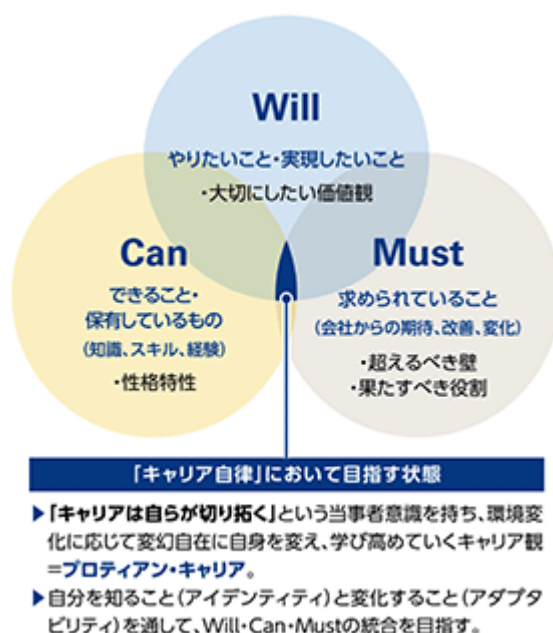 Will
やりたいこと・実現したいこと
・大切にしたい価値観
Can
できること・
保有しているもの
(知識、スキル、経験)
・性格特性
Must
求められていること
(会社からの期待、改善、変化)
・超えるべき壁
・果たすべき役割
「キャリア自律」において目指す状態
▶「キャリアは自らが切り拓く」という当事者意識を持ち、環境変
化に応じて変幻自在に自身を変え、学び高めていくキャリア観
=プロティアン・キャリア。
▶自分を知ること(アイデンティティ)と変化すること(アダプタ
ビリティ)を通して、Will・Can・Mustの統合を目指す。